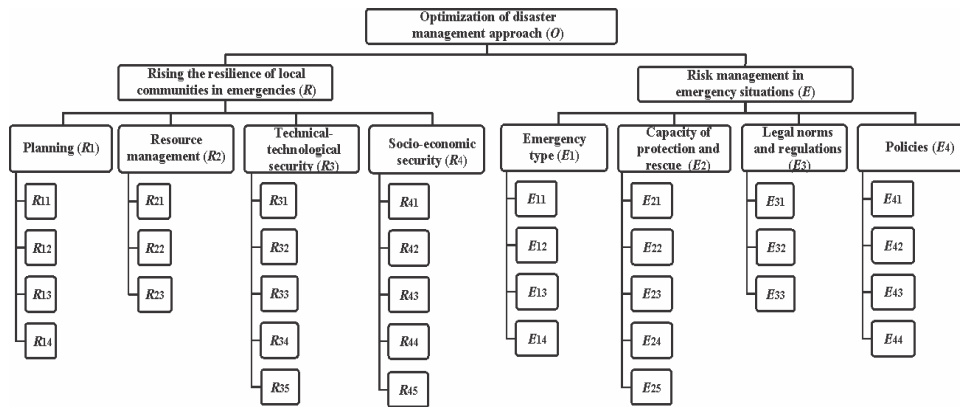 Optimization of disaster
management approach (O)
Rising the resilience of local
communities in emergencies (R)
Risk management in
emergency situations (E)
Planning (R1)
Resource
management (R2)
Technical-
technological
security (R3)
Socio-economic
security (R4)
Emergency
type (E1)
Capacity of
protection and
rescue (E2)
Legal norms
and regulations
(E3)
Policies (E4)
R11
R12
R13
R14
R21
R22
R23
R31
R32
R33
R34
R35
R41
R42
R43
R44
R45
E11
E12
E13
E14
E21
E22
E23
E24
E25
E31
E32
E33
E41
E42
E43
E44